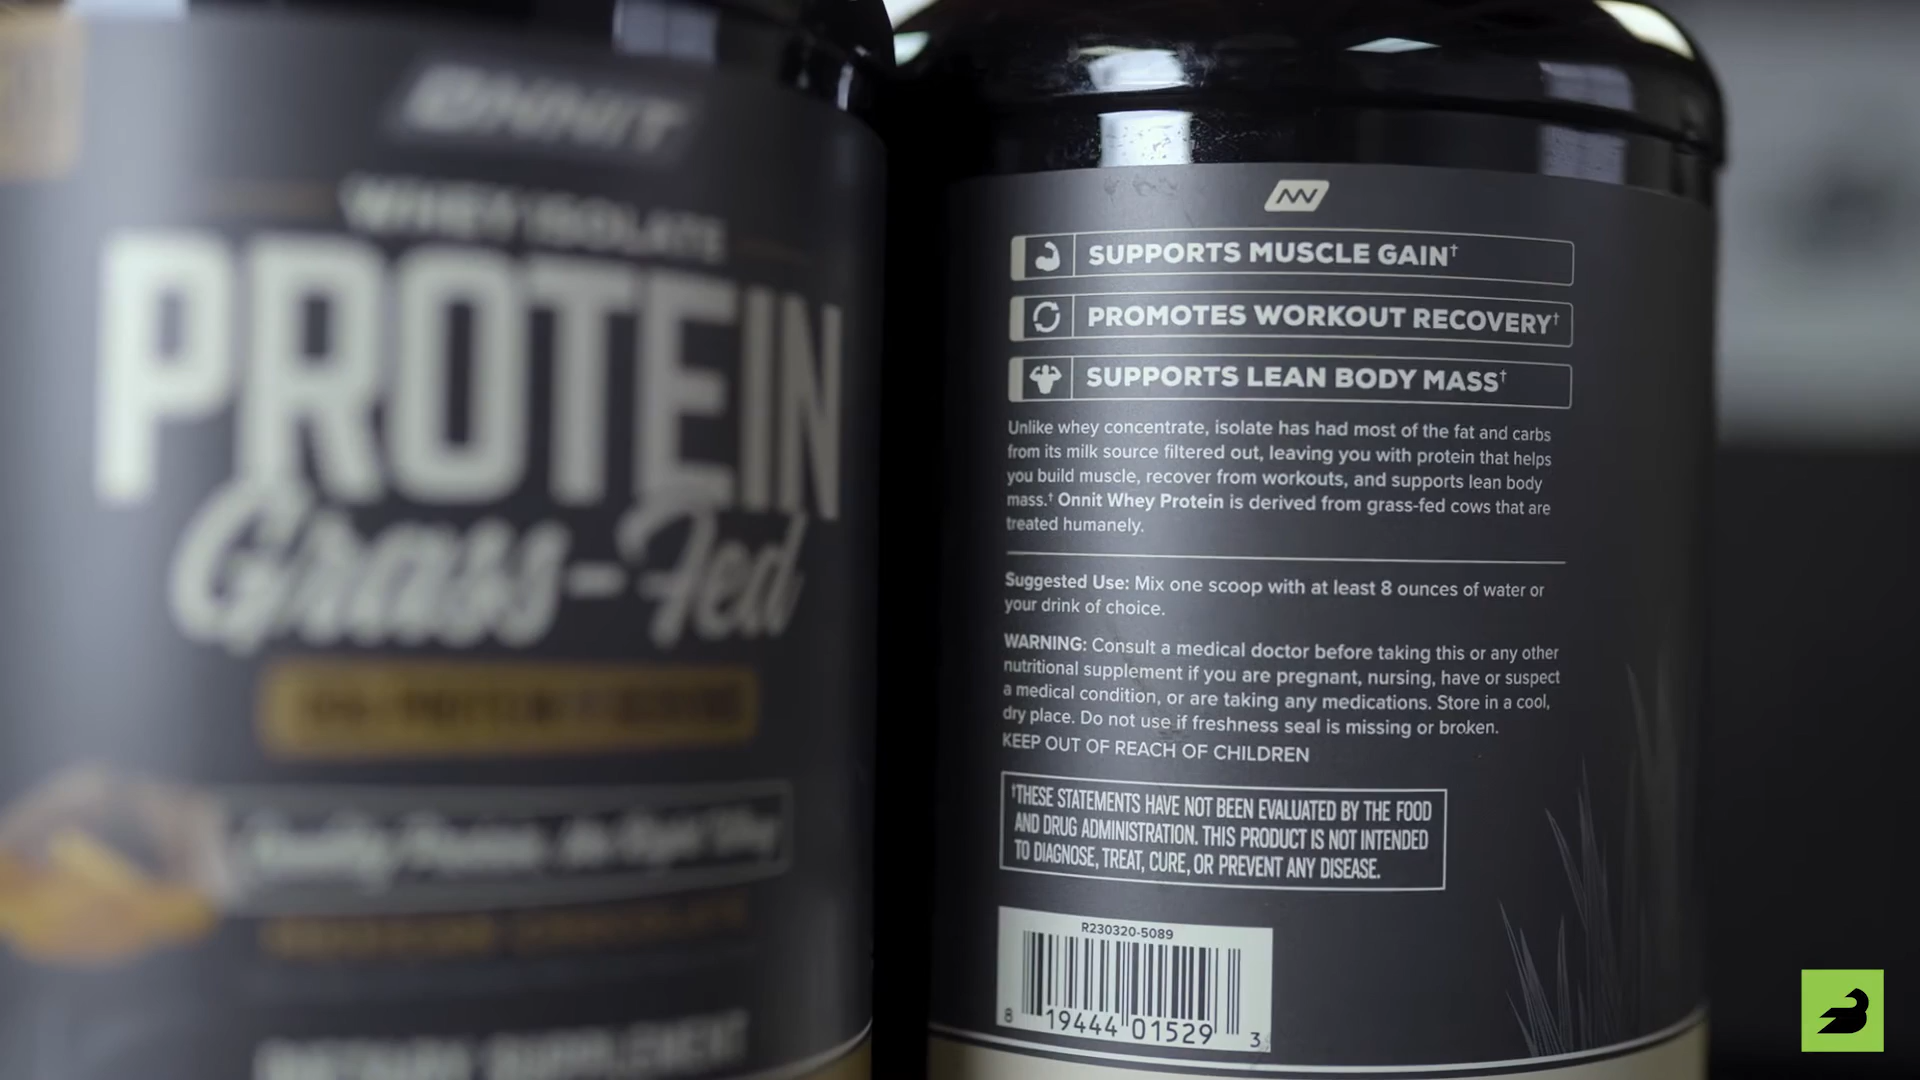 ONNIT
WHEY ISOLATE
PROTEIN
Grass-Fed
DIETARY SUPPLEMENT
SUPPORTS MUSCLE GAIN†
PROMOTES WORKOUT RECOVERY†
SUPPORTS LEAN BODY MASS†
Unlike whey concentrate, isolate has had most of the fat and carbs
from its milk source filtered out, leaving you with protein that helps
you build muscle, recover from workouts, and supports lean body
mass.† Onnit Whey Protein is derived from grass-fed cows that are
treated humanely.
Suggested Use: Mix one scoop with at least 8 ounces of water or
your drink of choice.
WARNING: Consult a medical doctor before taking this or any other
nutritional supplement if you are pregnant, nursing, have or suspect
a medical condition, or are taking any medications. Store in a cool,
dry place. Do not use if freshness seal is missing or broken.
KEEP OUT OF REACH OF CHILDREN
†THESE STATEMENTS HAVE NOT BEEN EVALUATED BY THE FOOD
AND DRUG ADMINISTRATION. THIS PRODUCT IS NOT INTENDED
TO DIAGNOSE, TREAT, CURE, OR PREVENT ANY DISEASE.
R230320-5089
8 19444 01529 3